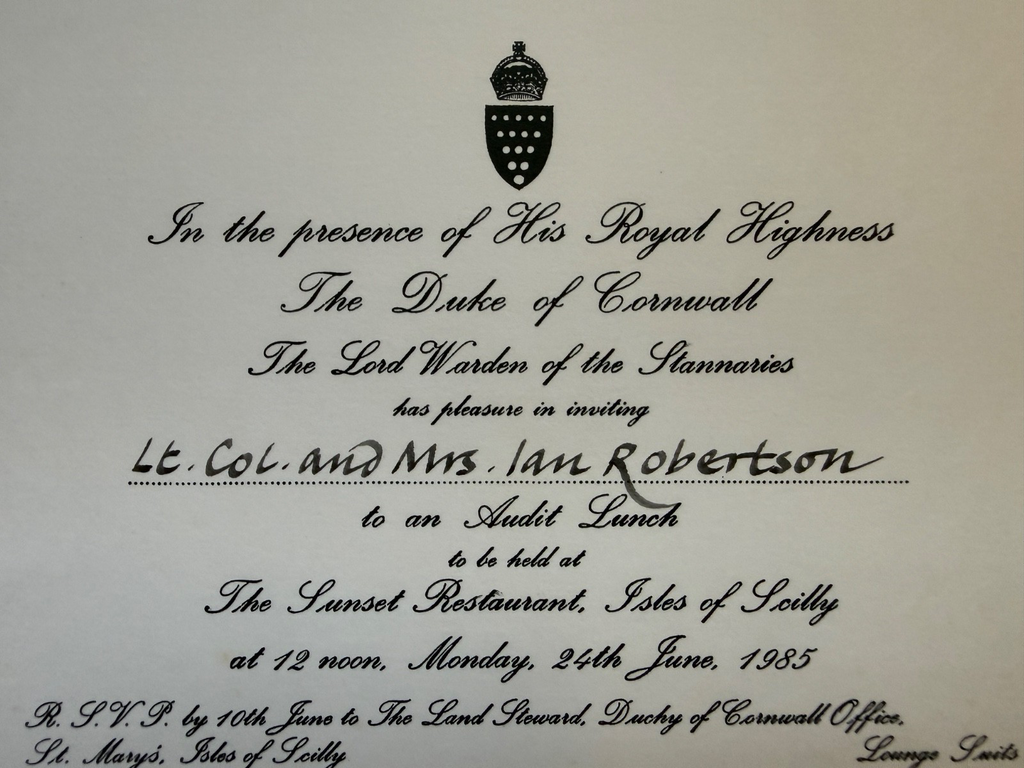 In the presence of His Royal Highness
The Duke of Cornwall
The Lord Warden of the Stannaries
has pleasure in inviting
Lt. Col. and Mrs. Ian Robertson
to an Audit Lunch
to be held at
The Sunset Restaurant, Isles of Scilly
at 12 noon, Monday, 24th June, 1985
R. S. V. P. by 10th June to The Land Steward, Duchy of Cornwall Office,
St. Mary's, Isles of Scilly
Lounge Suits